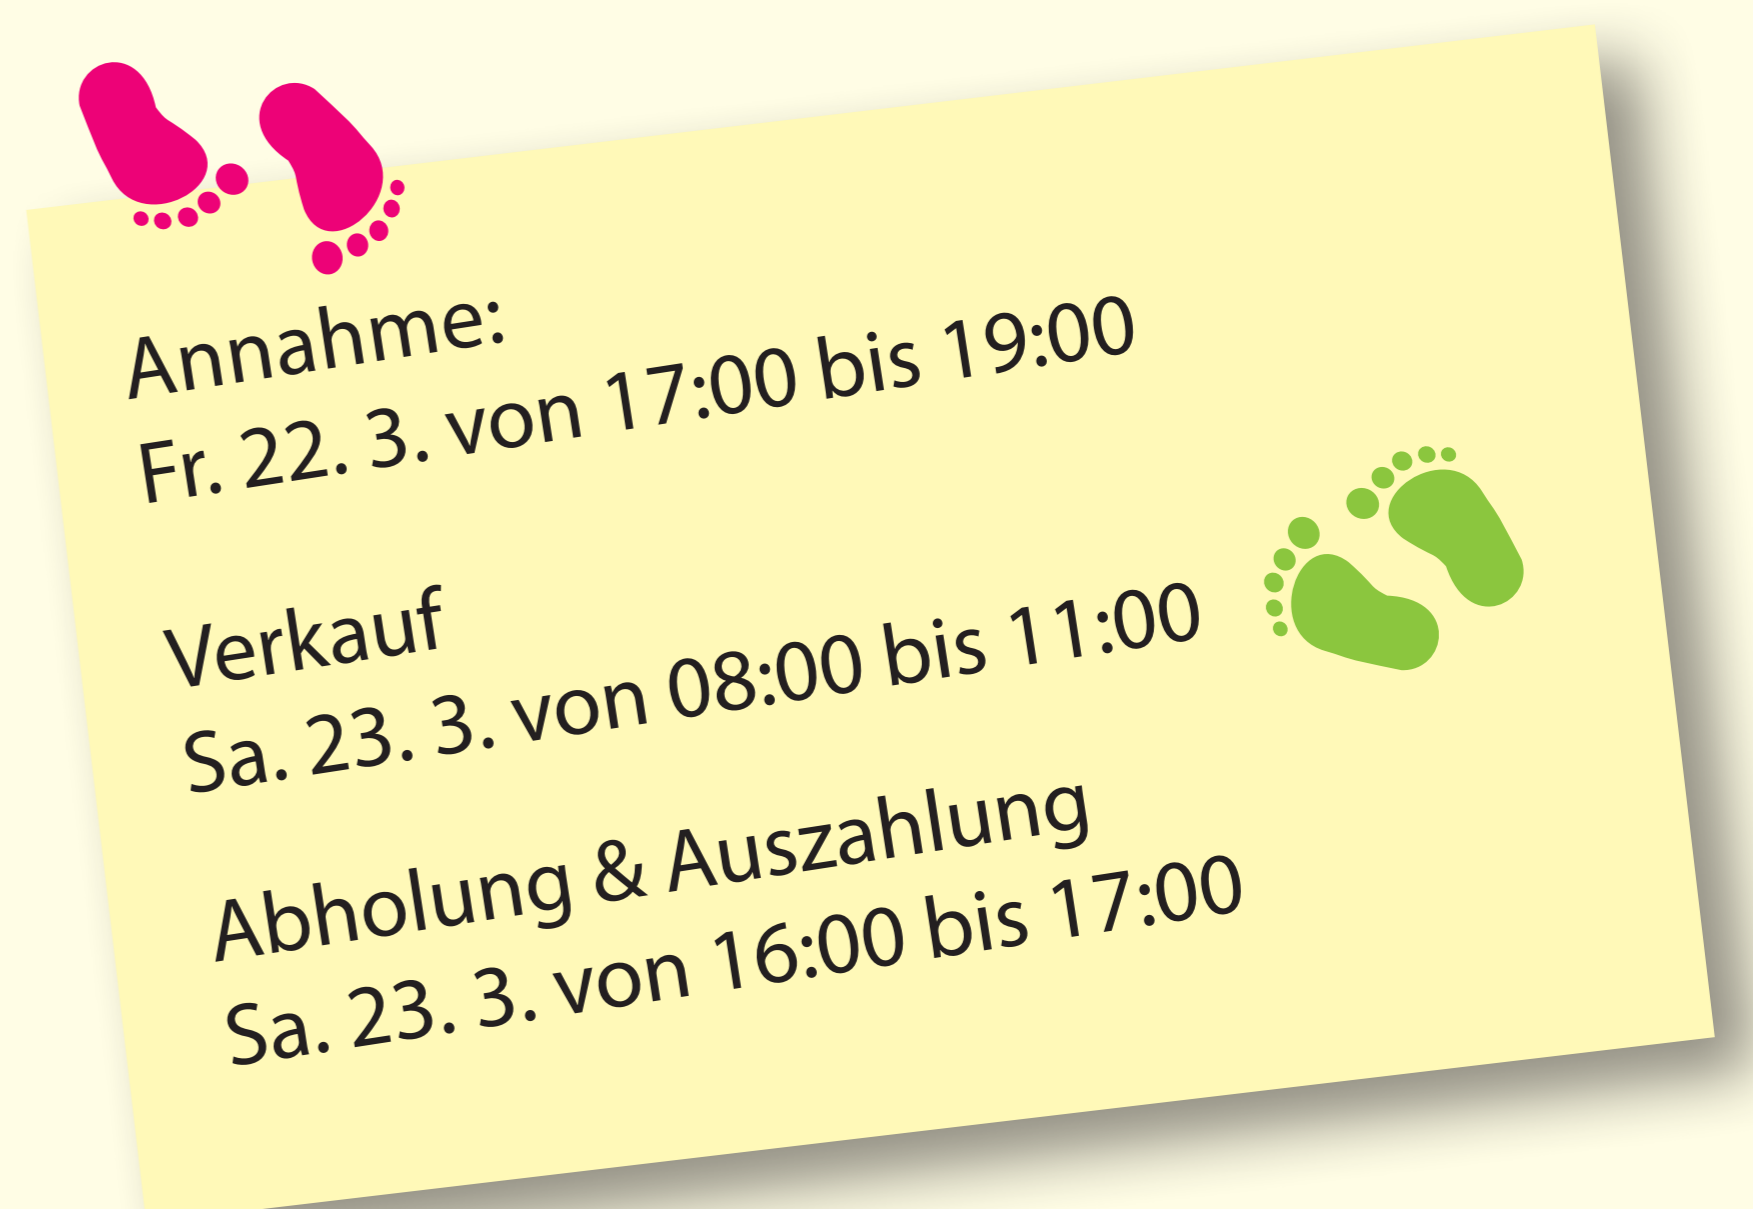 Annahme:
Fr. 22. 3. von 17:00 bis 19:00
Verkauf
Sa. 23. 3. von 08:00 bis 11:00
Abholung & Auszahlung
Sa. 23. 3. von 16:00 bis 17:00